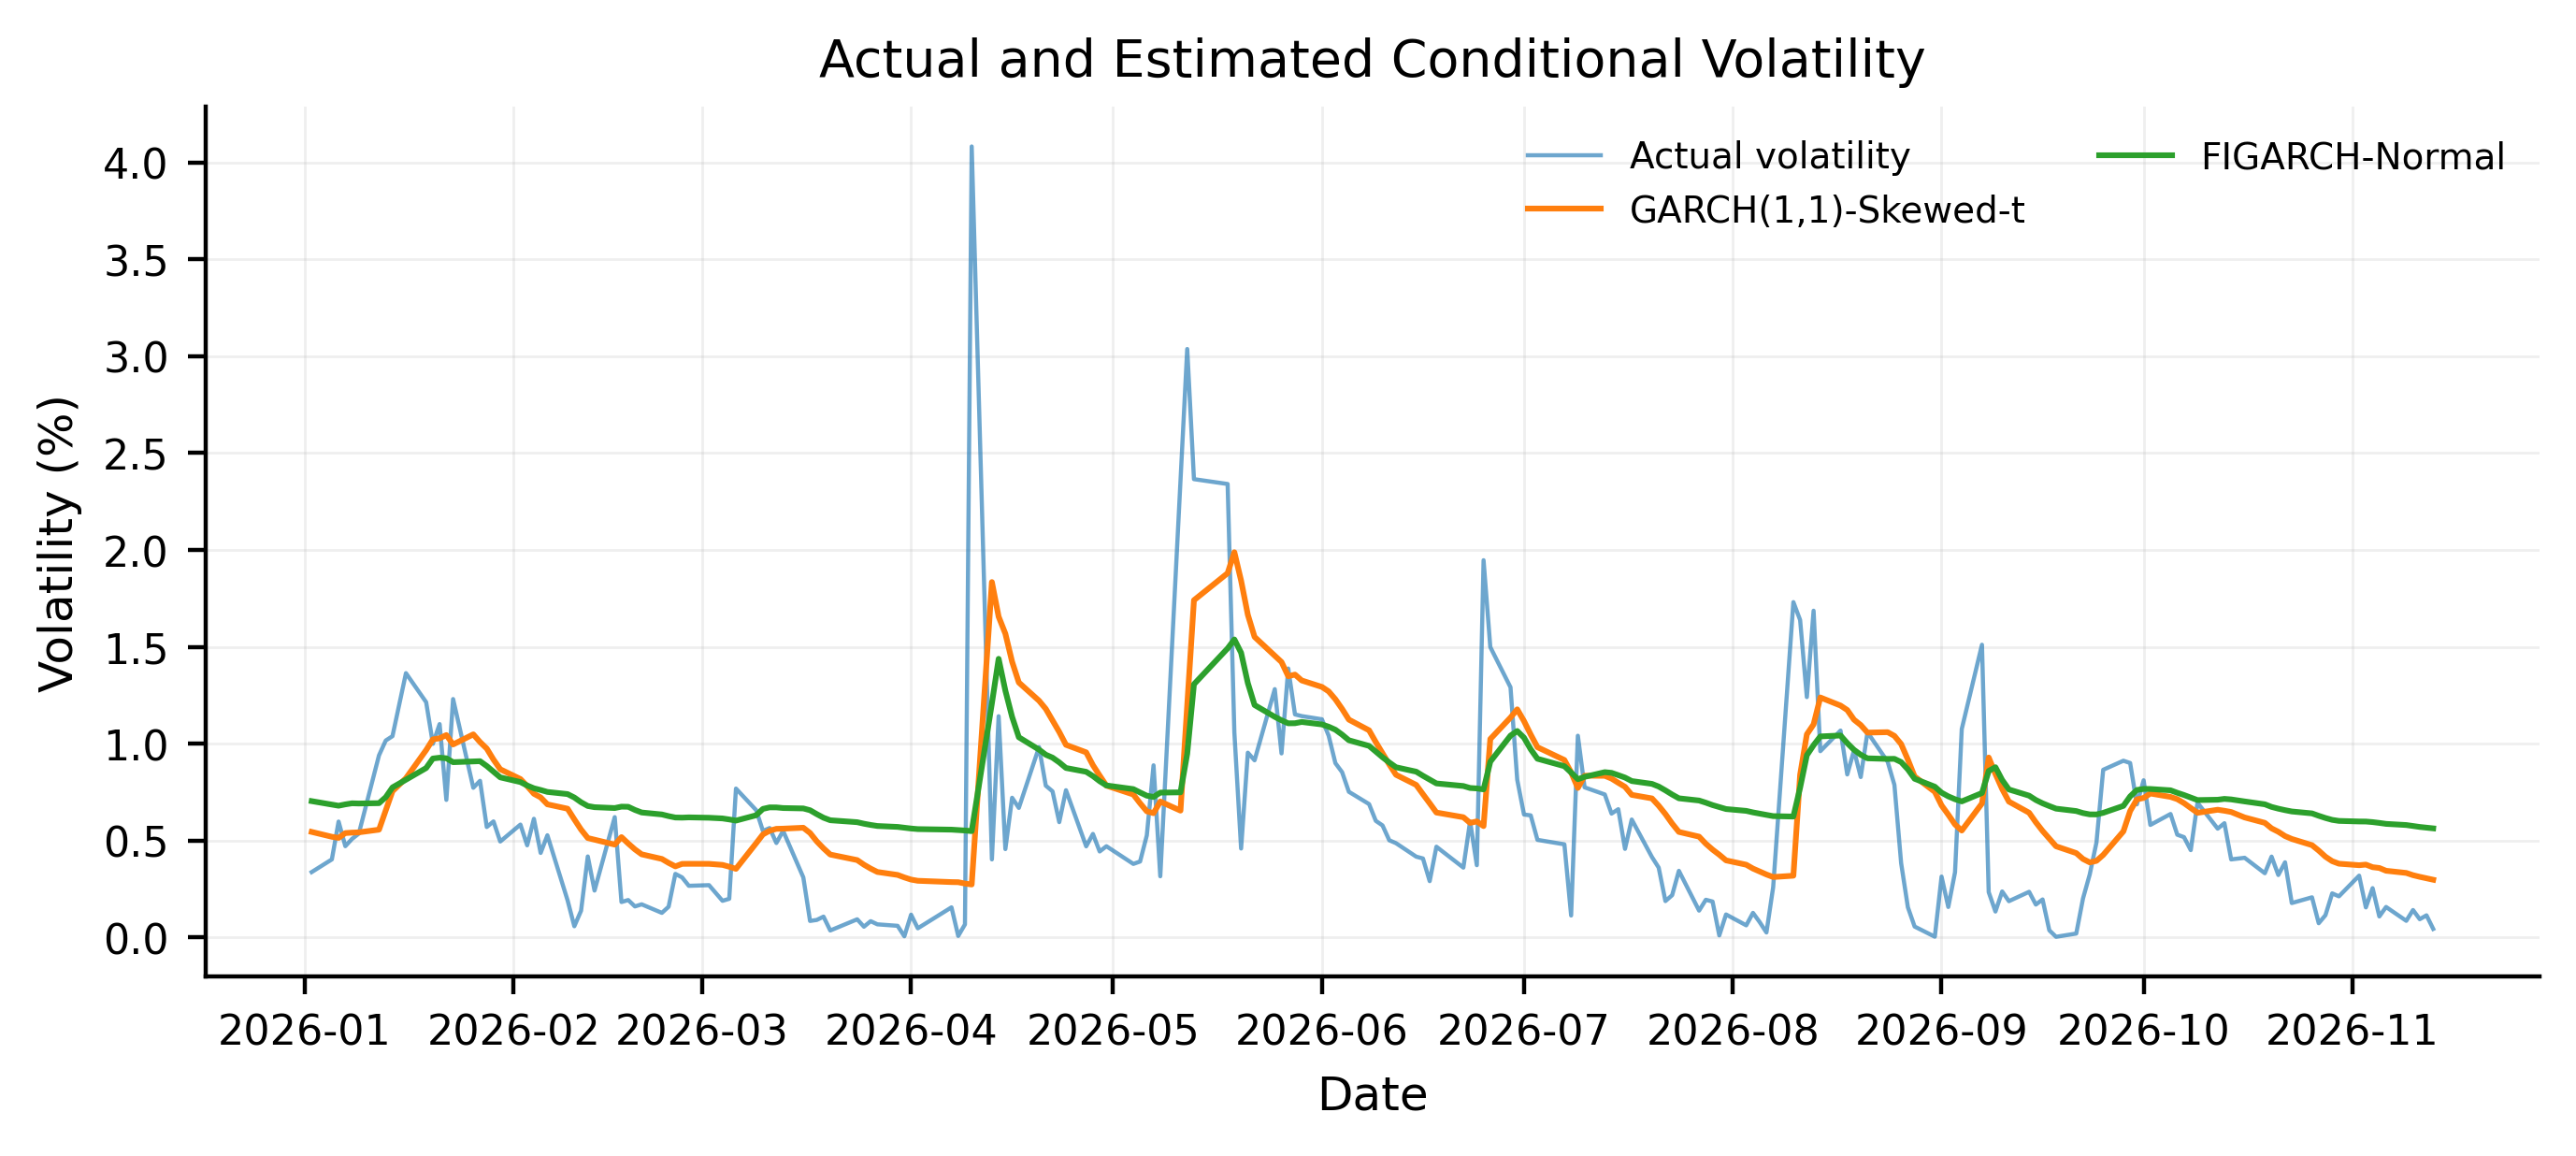 Actual and Estimated Conditional Volatility
Actual volatility
GARCH(1,1)-Skewed-t
FIGARCH-Normal
Volatility (%)
4.0
3.5
3.0
2.5
2.0
1.5
1.0
0.5
0.0
2026-01 2026-02 2026-03 2026-04 2026-05 2026-06 2026-07 2026-08 2026-09 2026-10 2026-11
Date